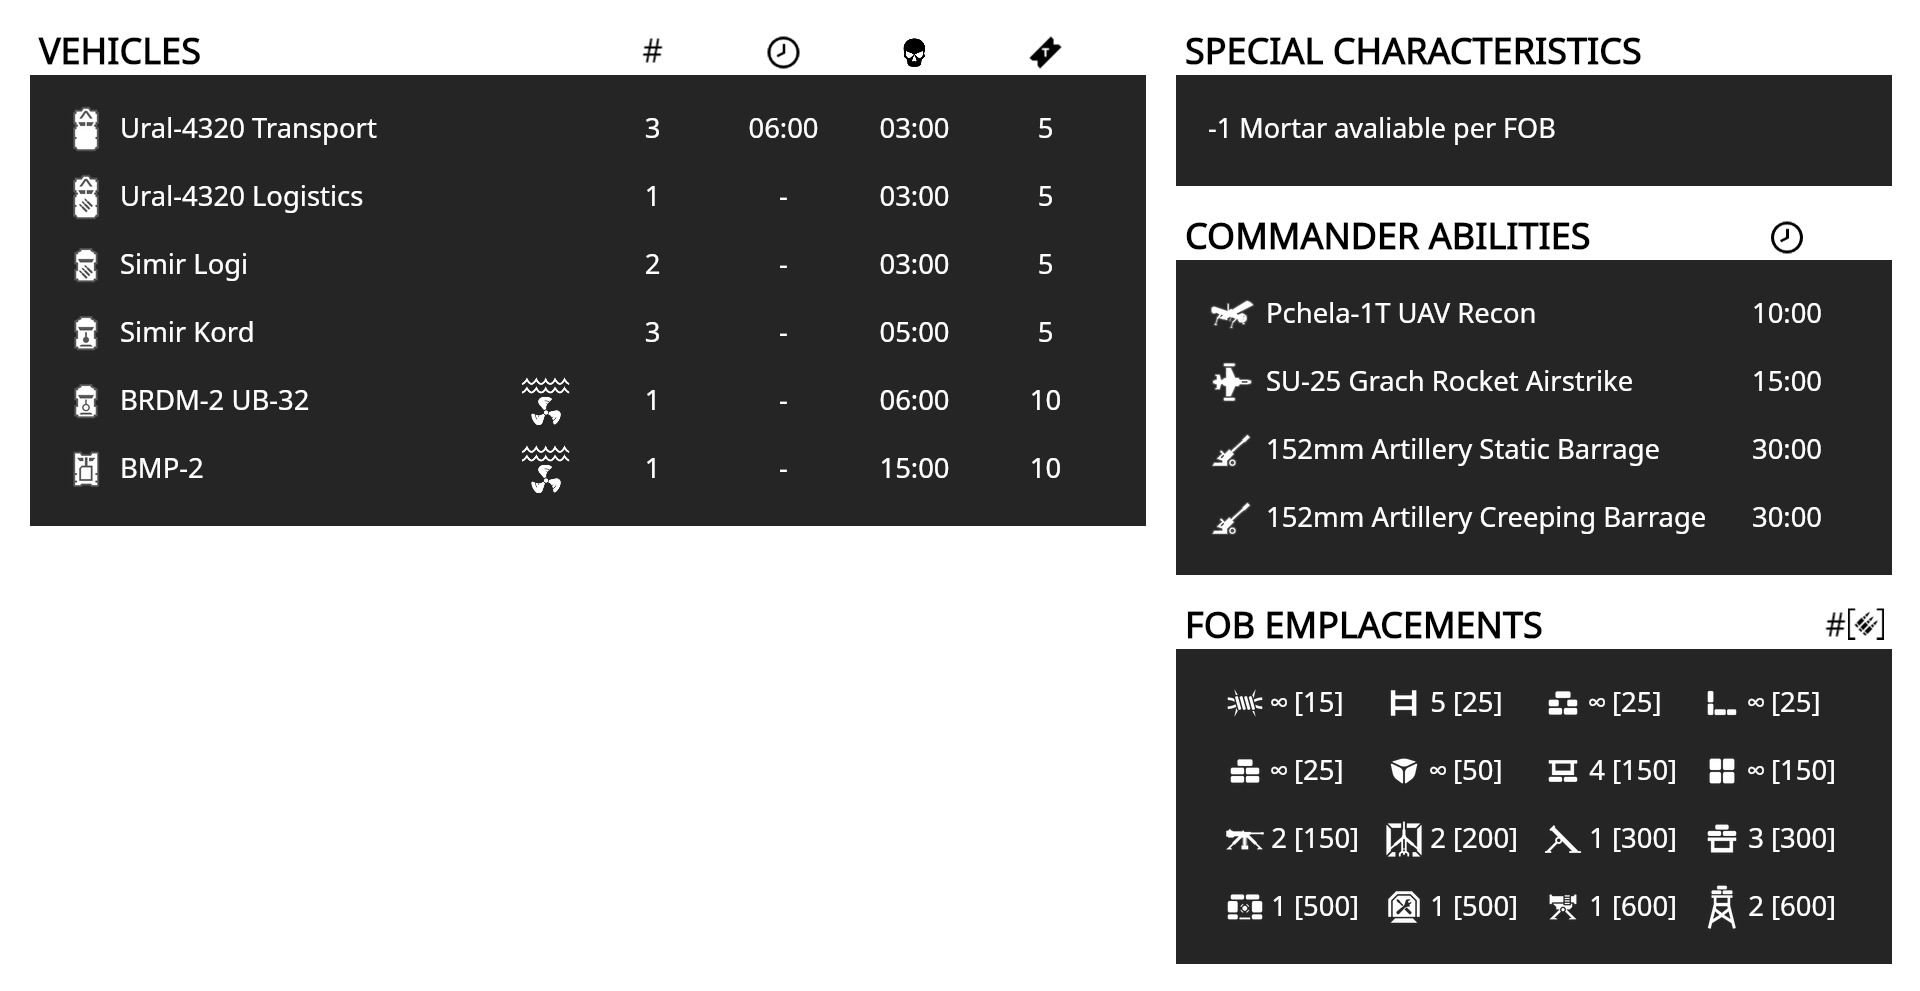 VEHICLES #
Ural-4320 Transport 3 06:00 03:00 5
Ural-4320 Logistics 1 - 03:00 5
Simir Logi 2 - 03:00 5
Simir Kord 3 - 05:00 5
BRDM-2 UB-32 1 - 06:00 10
BMP-2 1 - 15:00 10
SPECIAL CHARACTERISTICS
-1 Mortar avaliable per FOB
COMMANDER ABILITIES
Pchela-1T UAV Recon 10:00
SU-25 Grach Rocket Airstrike 15:00
152mm Artillery Static Barrage 30:00
152mm Artillery Creeping Barrage 30:00
FOB EMPLACEMENTS #[]
∞ [15] 5 [25] ∞ [25] ∞ [25]
∞ [25] ∞ [50] 4 [150] ∞ [150]
2 [150] 2 [200] 1 [300] 3 [300]
1 [500] 1 [500] 1 [600] 2 [600]